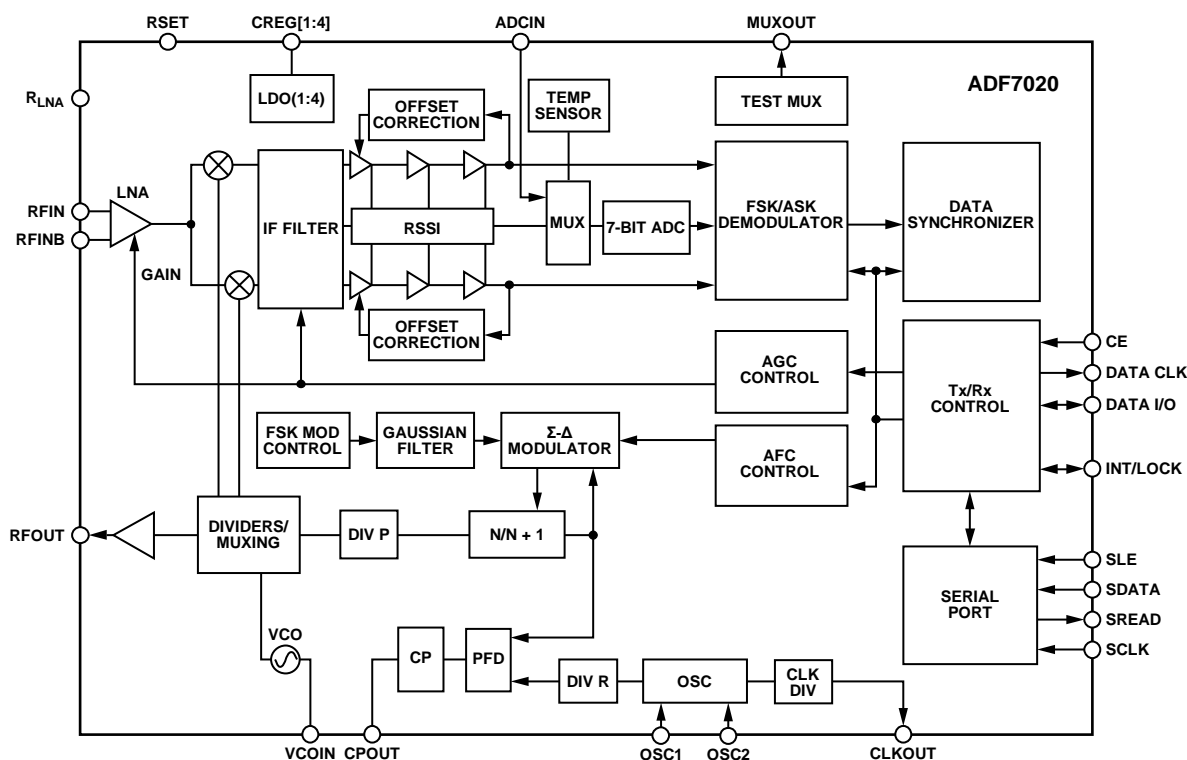 RSET
CREG[1:4]
ADCIN
MUXOUT
ADF7020
RLNA
LDO(1:4)
OFFSET
CORRECTION
TEMP
SENSOR
TEST MUX
LNA
RFIN
RFINB
GAIN
IF FILTER
RSSI
MUX
7-BIT ADC
FSK/ASK
DEMODULATOR
DATA
SYNCHRONIZER
OFFSET
CORRECTION
AGC
CONTROL
Tx/Rx
CONTROL
CE
DATA CLK
DATA I/O
INT/LOCK
FSK MOD
CONTROL
GAUSSIAN
FILTER
Σ-Δ
MODULATOR
AFC
CONTROL
RFOUT
DIVIDERS/
MUXING
DIV P
N/N + 1
SERIAL
PORT
SLE
SDATA
SREAD
SCLK
VCO
CP
PFD
DIV R
OSC
CLK
DIV
VCOIN
CPOUT
OSC1
OSC2
CLKOUT